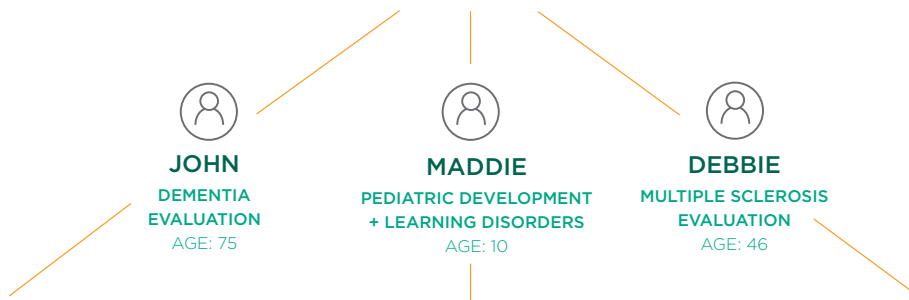 JOHN
DEMENTIA
EVALUATION
AGE: 75
MADDIE
PEDIATRIC DEVELOPMENT
+ LEARNING DISORDERS
AGE: 10
DEBBIE
MULTIPLE SCLEROSIS
EVALUATION
AGE: 46